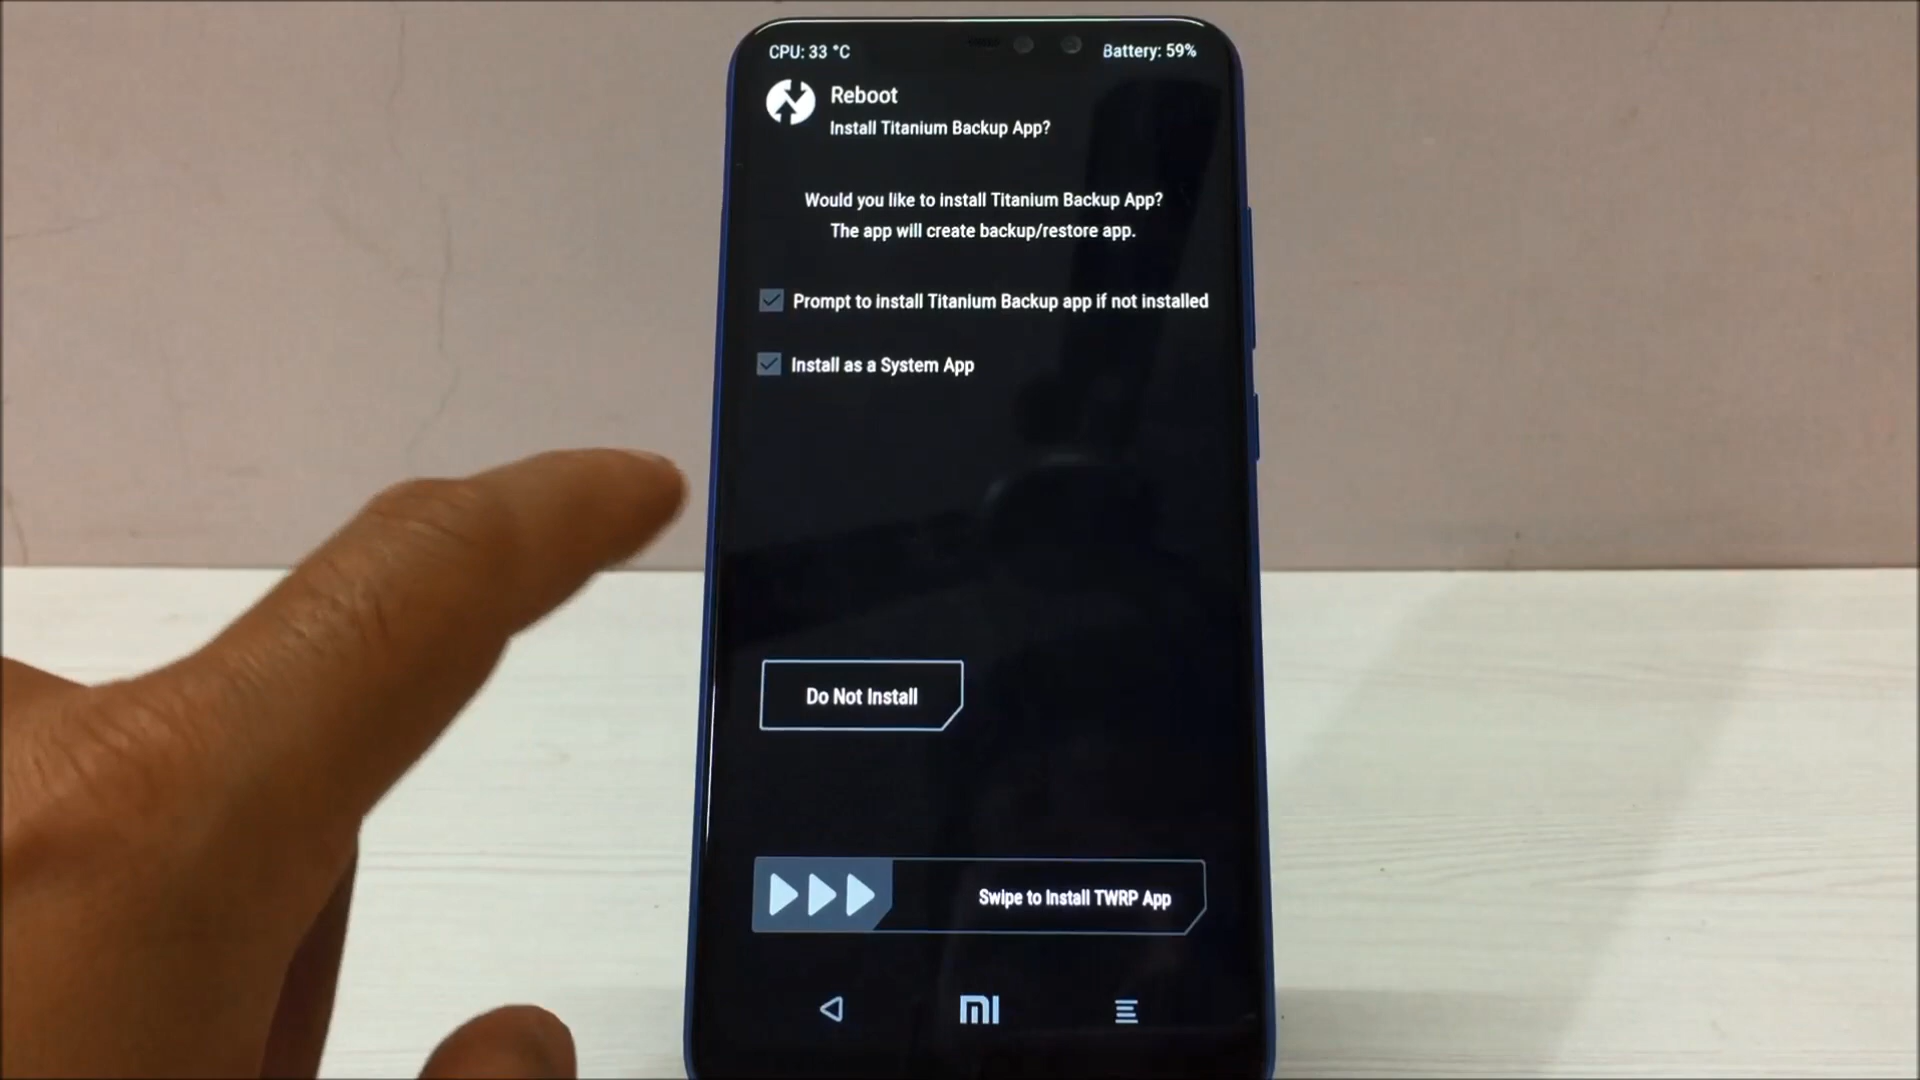 CPU: 33 °C
Battery: 59%
Reboot
Install Titanium Backup App?
Would you like to install Titanium Backup App?
The app will create backup/restore app.
Prompt to install Titanium Backup app if not installed
Install as a System App
Do Not Install
Swipe to Install TWRP App
MI